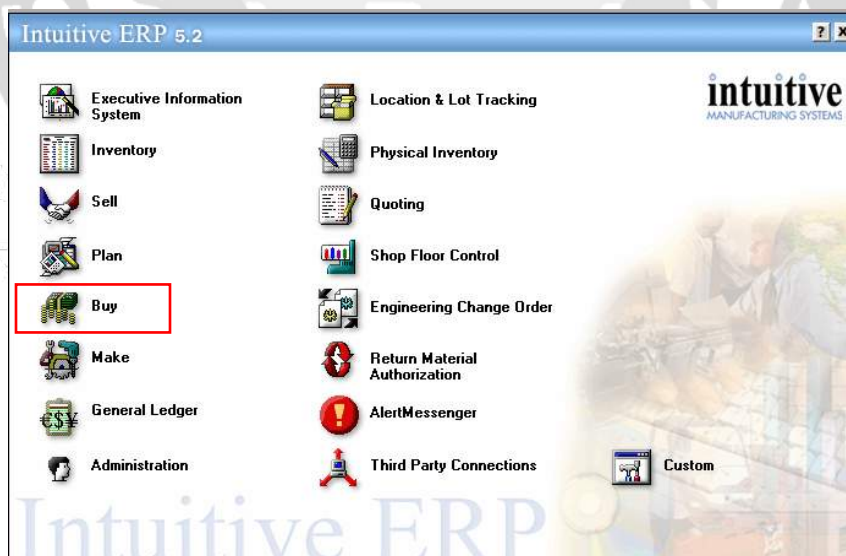 Intuitive ERP 5.2
? X
intuitive
MANUFACTURING SYSTEMS
Executive Information
System
Inventory
Sell
Plan
Buy
Make
€$¥
General Ledger
Administration
Location & Lot Tracking
Physical Inventory
Quoting
Shop Floor Control
Engineering Change Order
Return Material
Authorization
!
AlertMessenger
Third Party Connections
Custom
Intuitive ERP